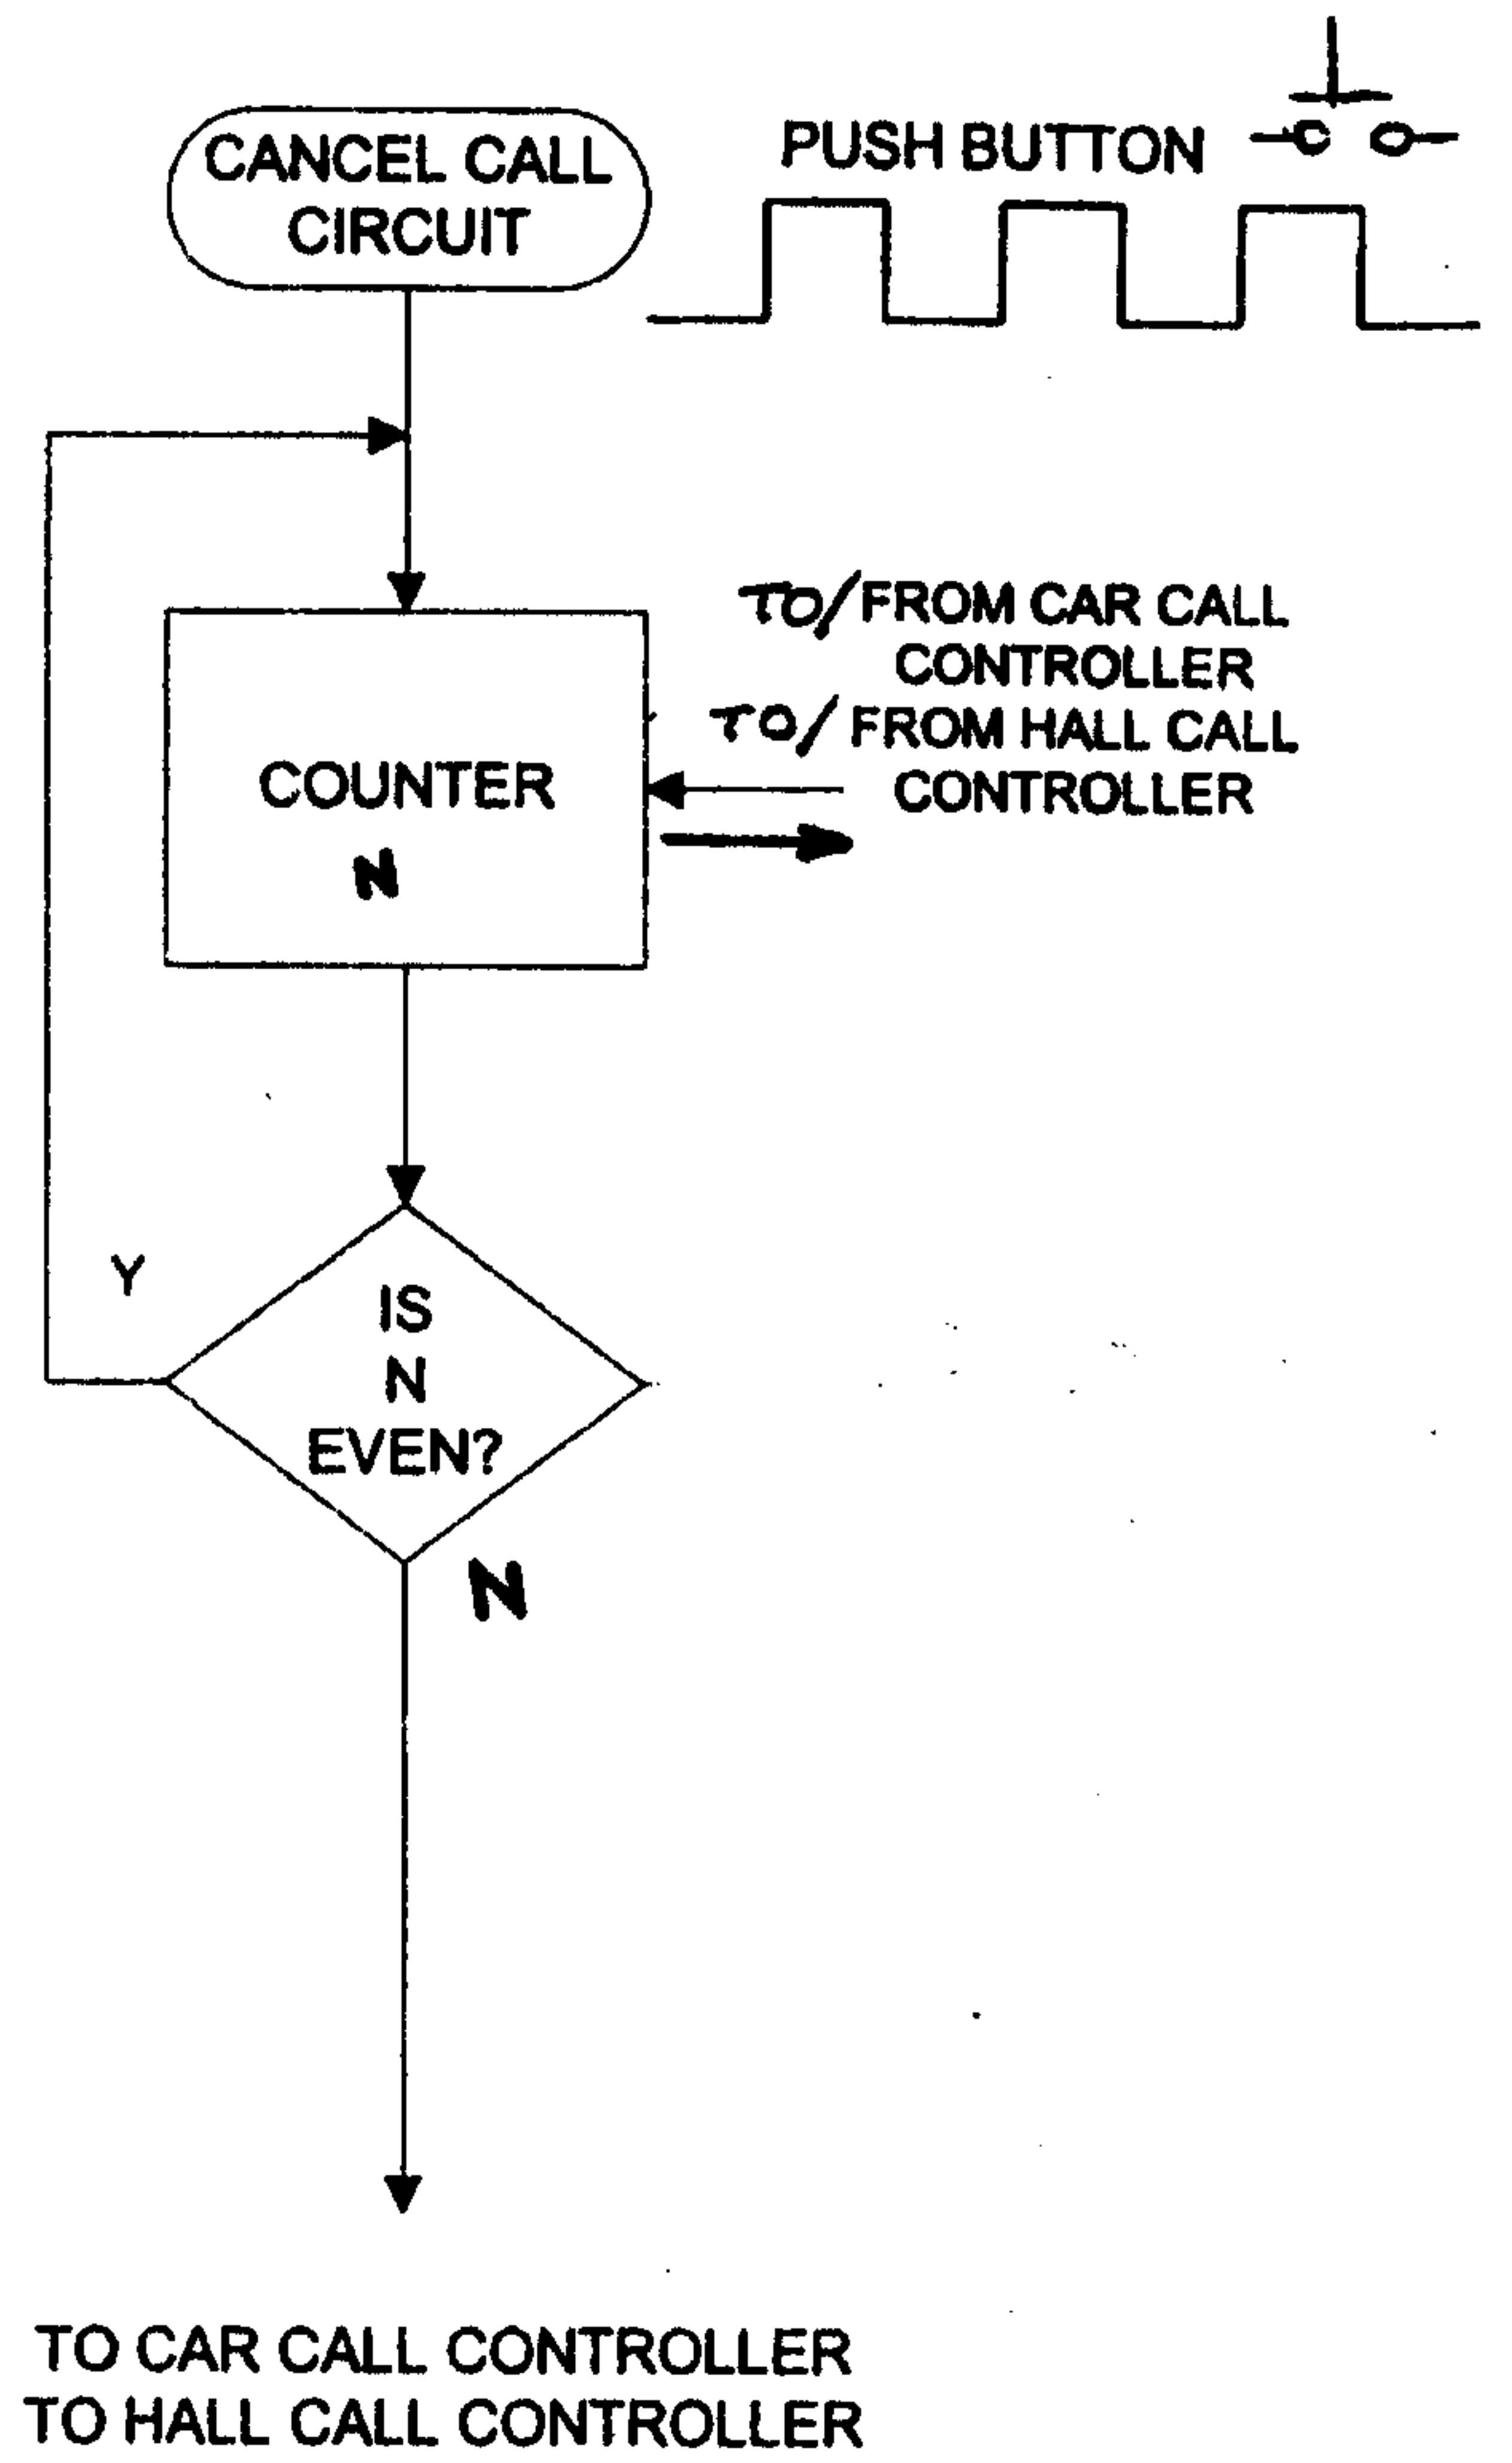 CANCEL CALL
CIRCUIT
PUSH BUTTON
TO/FROM CAR CALL
CONTROLLER
TO/FROM HALL CALL
CONTROLLER
COUNTER
N
Y
IS
N
EVEN?
N
TO CAR CALL CONTROLLER
TO HALL CALL CONTROLLER